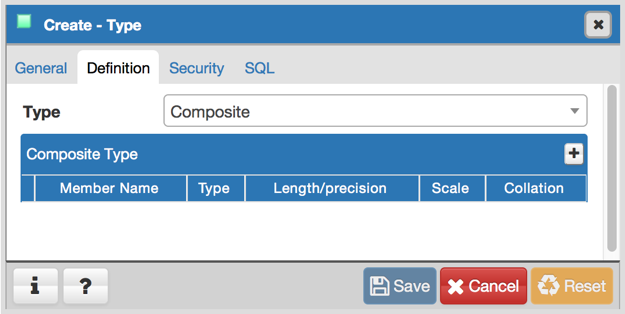 Create - Type
General Definition Security SQL
Type Composite
Composite Type
Member Name Type Length/precision Scale Collation
i ? Save Cancel Reset